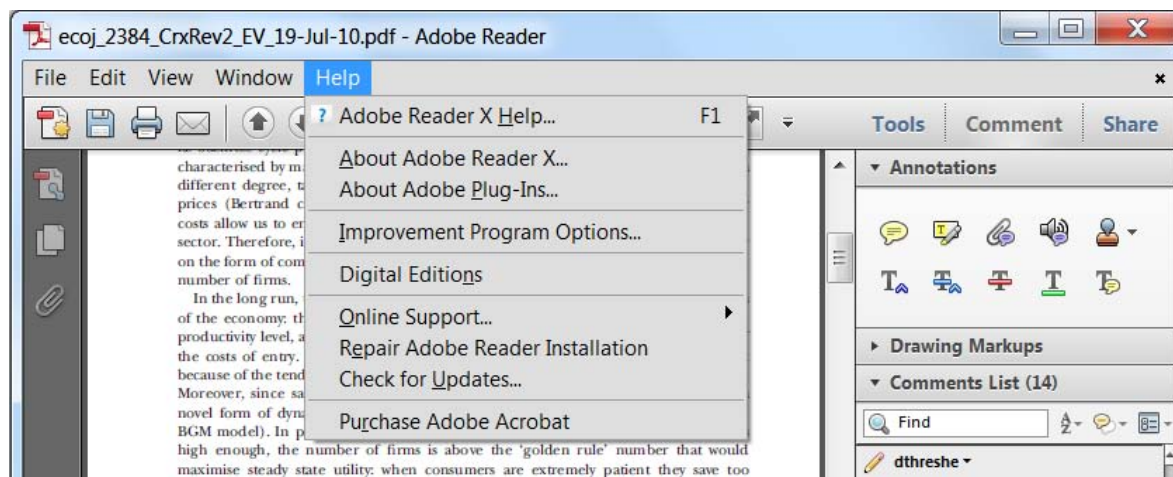 ecoj_2384_CrxRev2_EV_19-Jul-10.pdf - Adobe Reader
File Edit View Window Help
Adobe Reader X Help... F1
About Adobe Reader X...
About Adobe Plug-Ins...
Improvement Program Options...
Digital Editions
Online Support...
Repair Adobe Reader Installation
Check for Updates...
Purchase Adobe Acrobat
characterised by
different degree,
prices (Bertrand
costs allow us to
sector. Therefore,
on the form of
number of firms.
In the long run,
of the economy:
productivity level,
the costs of entry.
because of the
Moreover, since
novel form of
BGM model). In
high enough, the number of firms is above the 'golden rule' number that would
maximise steady state utility: when consumers are extremely patient they save too
Tools Comment Share
Annotations
Drawing Markups
Comments List (14)
Find
dthreshe